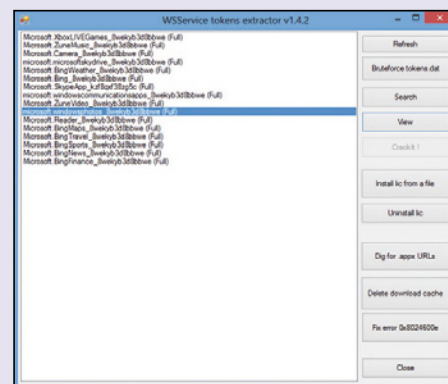 WSService tokens extractor v1.4.2
Microsoft.XboxLIVEGames_8wekyb3d8bbwe (Full)
Microsoft.ZuneMusic_8wekyb3d8bbwe (Full)
Microsoft.Camera_8wekyb3d8bbwe (Full)
microsoft.microsoftskydrive_8wekyb3d8bbwe (Full)
Microsoft.BingWeather_8wekyb3d8bbwe (Full)
Microsoft.Bing_8wekyb3d8bbwe (Full)
Microsoft.SkypeApp_kzf8qxf38zg5c (Full)
microsoft.windowscommunicationsapps_8wekyb3d8bbwe (Full)
Microsoft.ZuneVideo_8wekyb3d8bbwe (Full)
microsoft.windowsphotos_8wekyb3d8bbwe (Full)
Microsoft.Reader_8wekyb3d8bbwe (Full)
Microsoft.BingMaps_8wekyb3d8bbwe (Full)
Microsoft.BingTravel_8wekyb3d8bbwe (Full)
Microsoft.BingSports_8wekyb3d8bbwe (Full)
Microsoft.BingNews_8wekyb3d8bbwe (Full)
Microsoft.BingFinance_8wekyb3d8bbwe (Full)
Refresh
Bruteforce tokens.dat
Search
View
Crack it !
Install lic from a file
Uninstall lic
Dig for .appx URLs
Delete download cache
Fix error 0x8024600e
Close